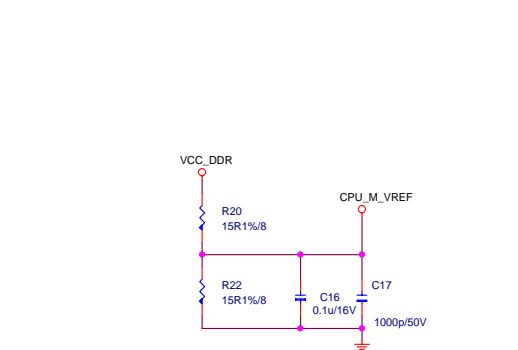 VCC_DDR
CPU_M_VREF
R20
15R1%/8
R22
15R1%/8
C16
0.1u/16V
C17
1000p/50V